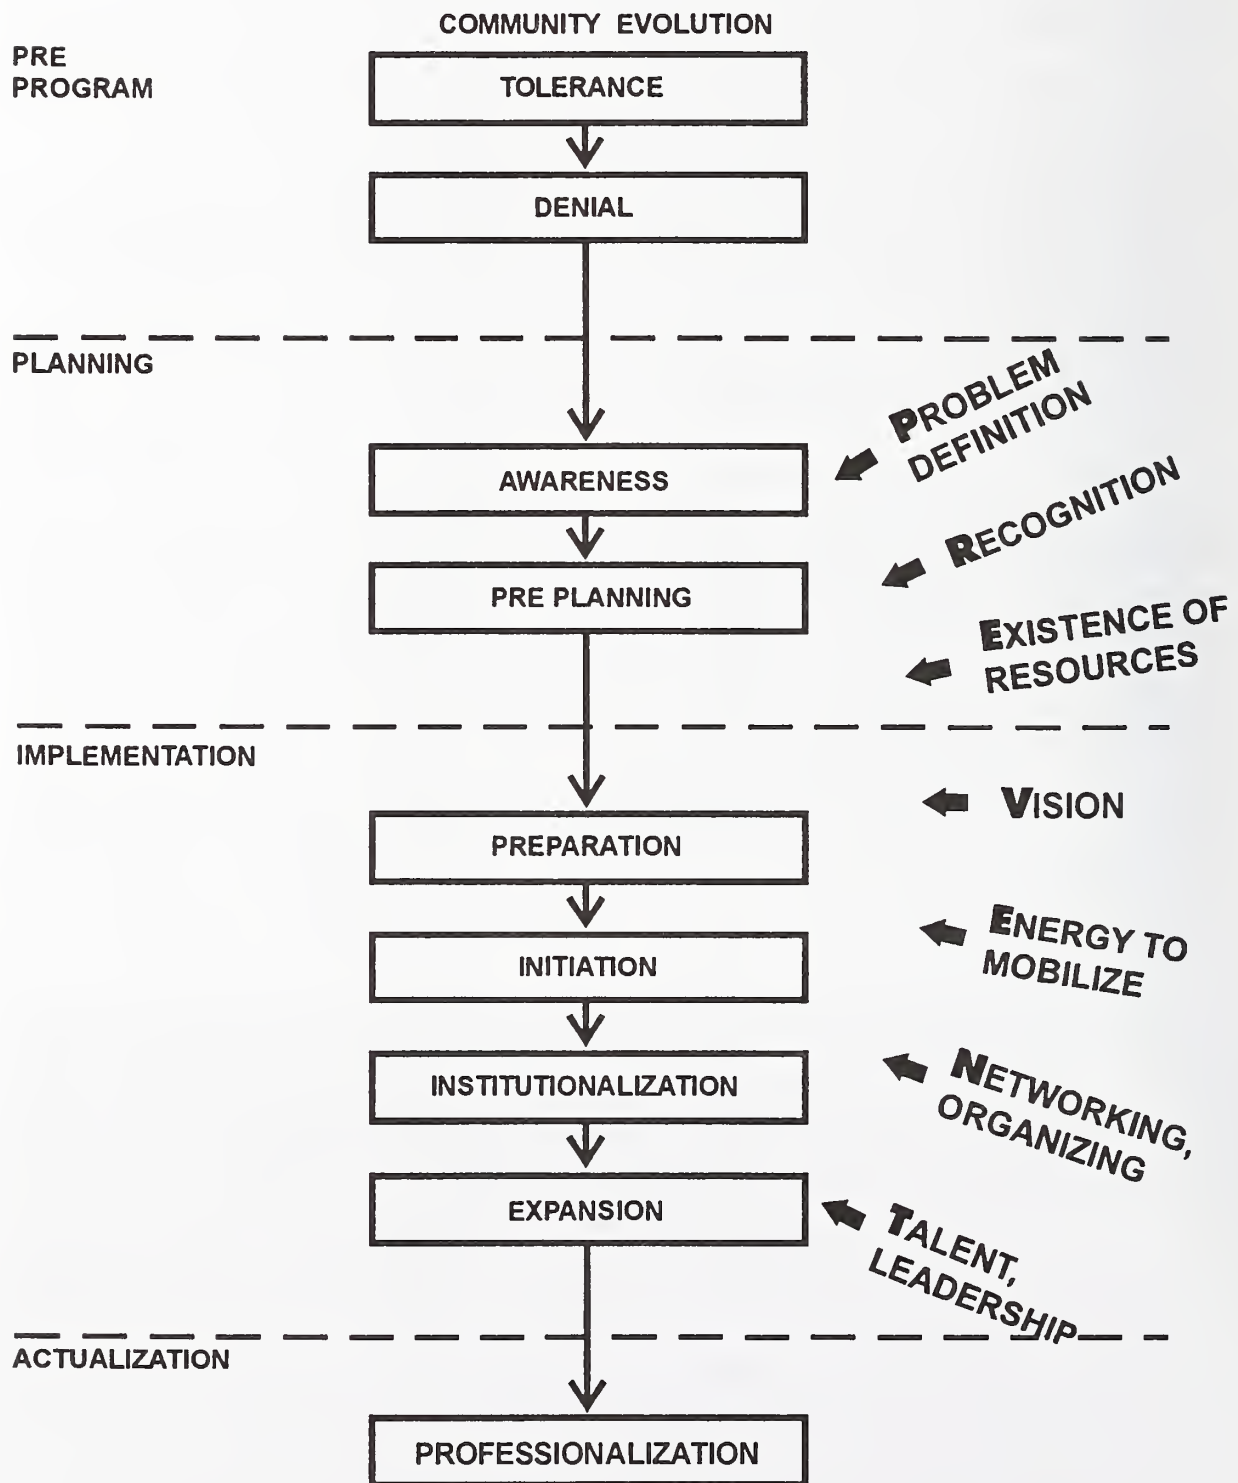 COMMUNITY EVOLUTION
PRE
PROGRAM
TOLERANCE
DENIAL
PLANNING
PROBLEM
DEFINITION
AWARENESS
RECOGNITION
PRE PLANNING
EXISTENCE OF
RESOURCES
IMPLEMENTATION
VISION
PREPARATION
ENERGY TO
MOBILIZE
INITIATION
NETWORKING,
ORGANIZING
INSTITUTIONALIZATION
EXPANSION
TALENT,
LEADERSHIP
ACTUALIZATION
PROFESSIONALIZATION